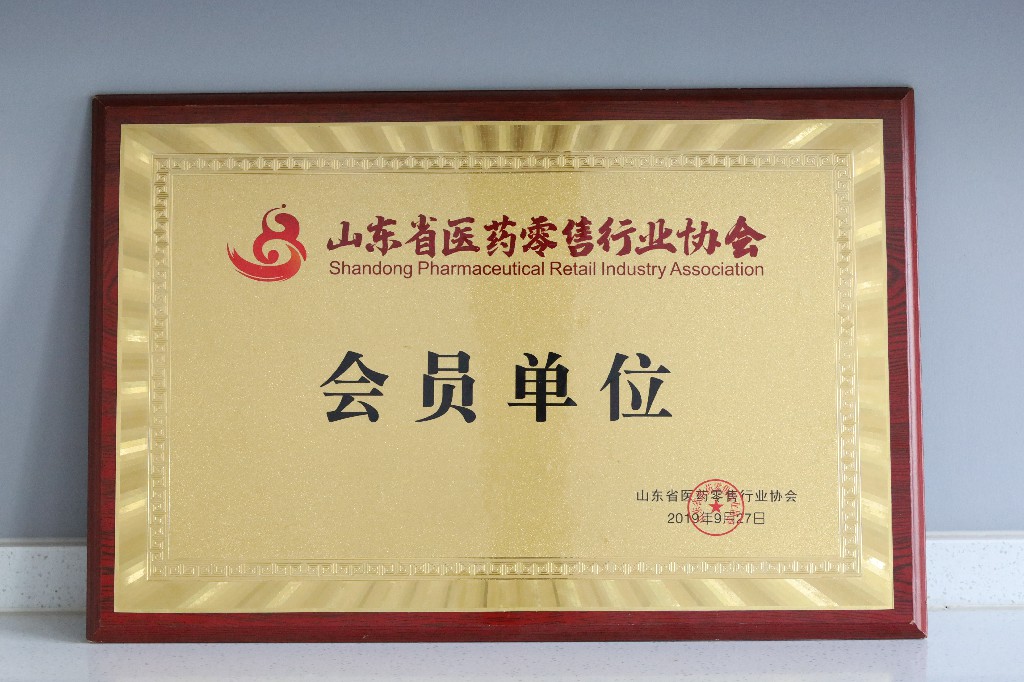 山东省医药零售行业协会
Shandong Pharmaceutical Retail Industry Association
会员单位
山东省医药零售行业协会
2019年9月27日